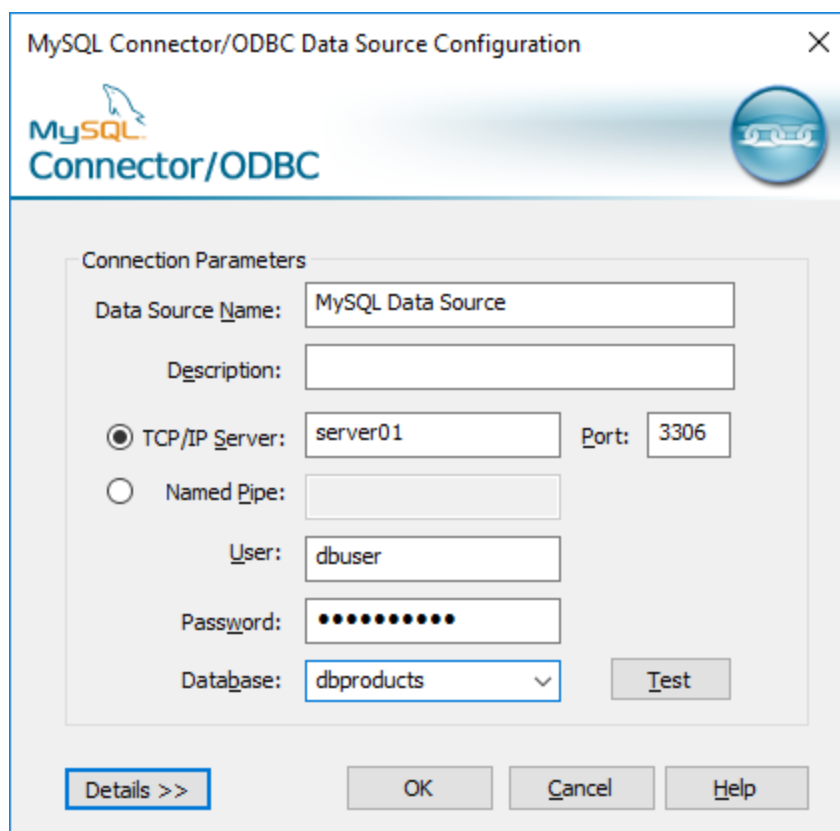 MySQL Connector/ODBC Data Source Configuration
MySQL
Connector/ODBC
Connection Parameters
Data Source Name: MySQL Data Source
Description:
TCP/IP Server: server01 Port: 3306
Named Pipe:
User: dbuser
Password: ••••••••••
Database: dbproducts Test
Details >> OK Cancel Help